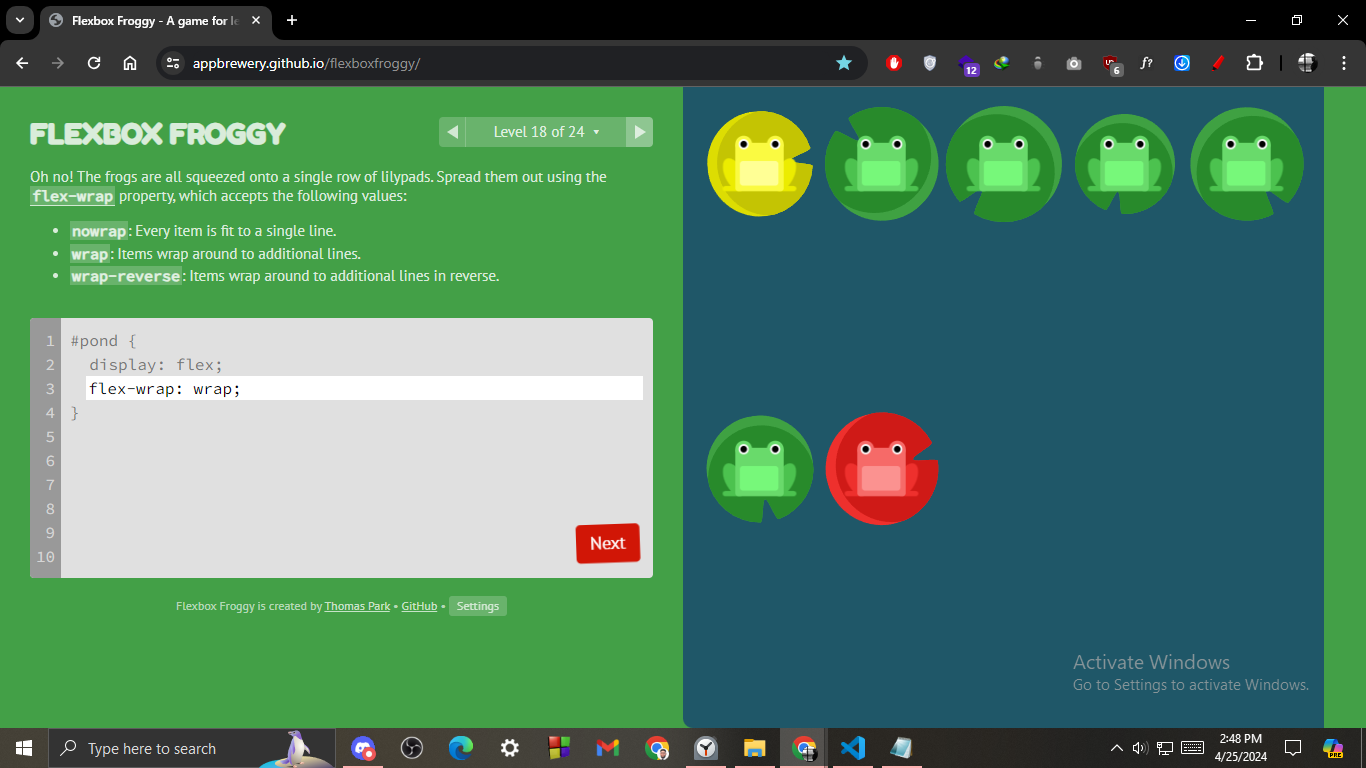 Flexbox Froggy - A game for le
appbrewery.github.io/flexboxfroggy/
12
6
f?
FLEXBOX FROGGY
Level 18 of 24
Oh no! The frogs are all squeezed onto a single row of lilypads. Spread them out using the
flex-wrap property, which accepts the following values:
• nowrap: Every item is fit to a single line.
• wrap: Items wrap around to additional lines.
• wrap-reverse: Items wrap around to additional lines in reverse.
1 #pond {
2 display: flex;
3 flex-wrap: wrap;
4 }
5
6
7
8
9
10
Next
Flexbox Froggy is created by Thomas Park • GitHub • Settings
Activate Windows
Go to Settings to activate Windows.
Type here to search
2:48 PM
4/25/2024
PRE